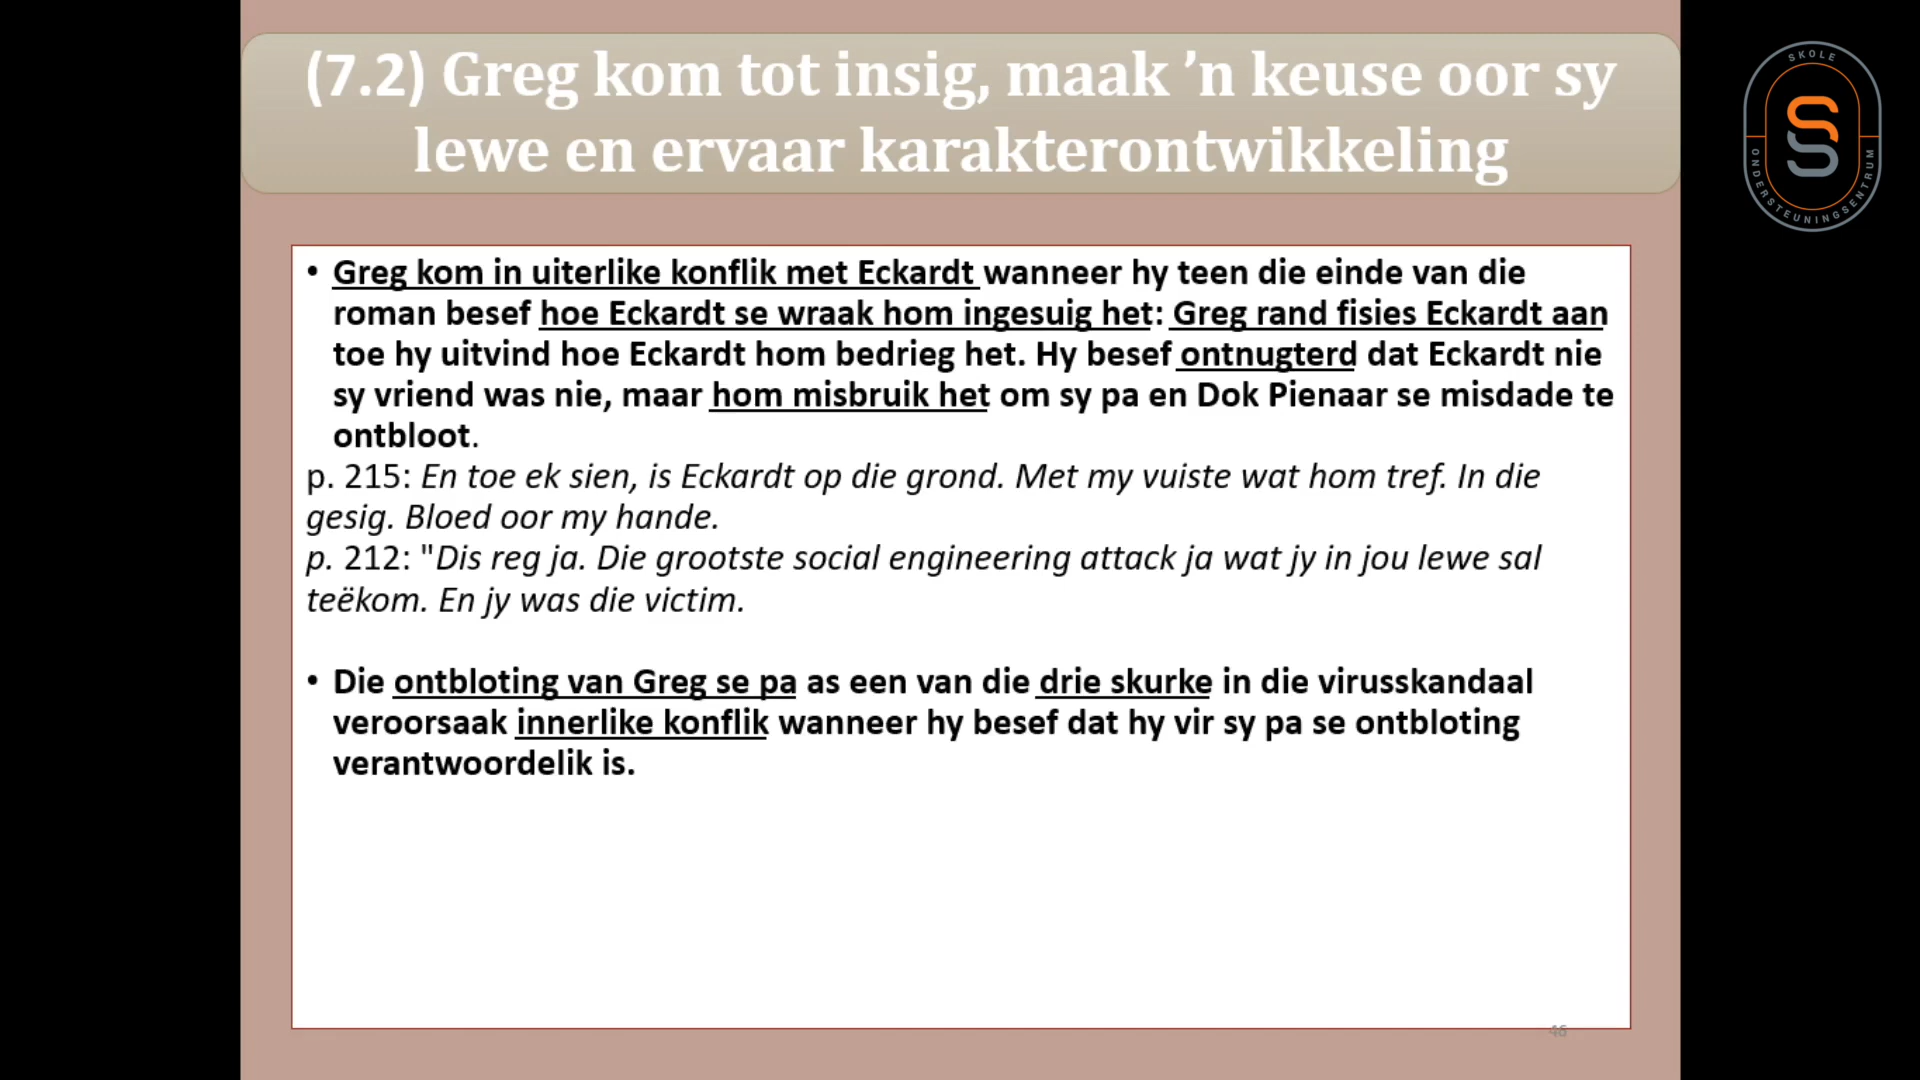 (7.2) Greg kom tot insig, maak ’n keuse oor sy
lewe en ervaar karakterontwikkeling
SKOLE
ONDERSTEUNINGSENTRUM
• Greg kom in uiterlike konflik met Eckardt wanneer hy teen die einde van die
roman besef hoe Eckardt se wraak hom ingesuig het: Greg rand fisies Eckardt aan
toe hy uitvind hoe Eckardt hom bedrieg het. Hy besef ontnugterd dat Eckardt nie
sy vriend was nie, maar hom misbruik het om sy pa en Dok Pienaar se misdade te
ontbloot.
p. 215: En toe ek sien, is Eckardt op die grond. Met my vuiste wat hom tref. In die
gesig. Bloed oor my hande.
p. 212: "Dis reg ja. Die grootste social engineering attack ja wat jy in jou lewe sal
teëkom. En jy was die victim.
• Die ontbloting van Greg se pa as een van die drie skurke in die virusskandaal
veroorsaak innerlike konflik wanneer hy besef dat hy vir sy pa se ontbloting
verantwoordelik is.
46